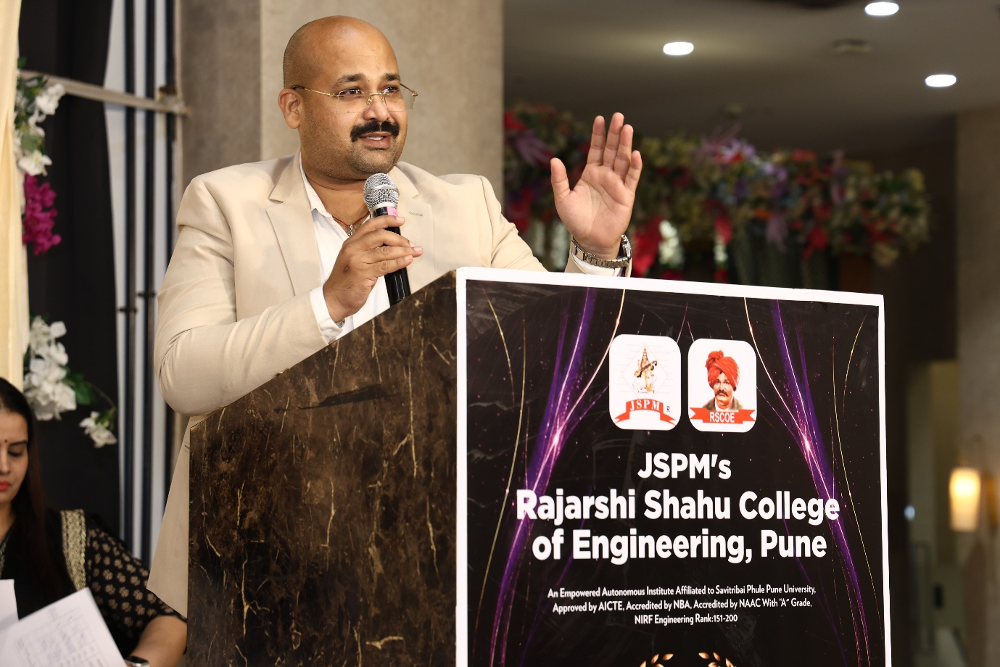 JSPM R
RSCOE
JSPM's
Rajarshi Shahu College
of Engineering, Pune
An Empowered Autonomous Institute Affiliated to Savitribai Phule Pune University,
Approved by AICTE, Accredited by NBA, Accredited by NAAC With "A" Grade,
NIRF Engineering Rank:151-200